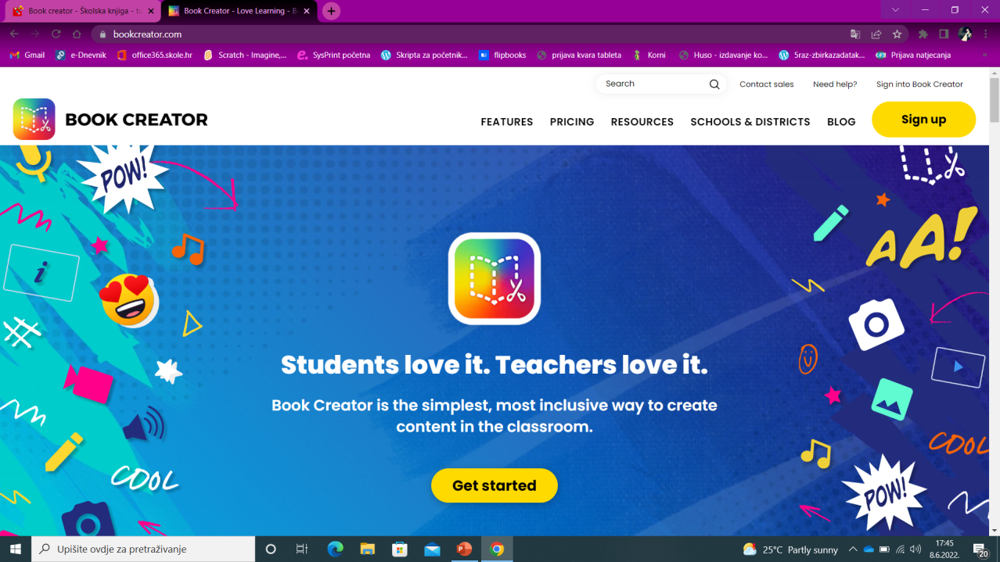 Book creator - Školska knjiga - tu
Book Creator - Love Learning - B
bookcreator.com
Gmail
e-Dnevnik
office365.skole.hr
Scratch - Imagine,...
SysPrint početna
Skripta za početnik...
flipbooks
prijava kvara tableta
Korni
Huso - izdavanje ko...
5raz-zbirkazadatak...
Prijava natjecanja
Search
Contact sales
Need help?
Sign into Book Creator
BOOK CREATOR
FEATURES
PRICING
RESOURCES
SCHOOLS & DISTRICTS
BLOG
Sign up
POW!
AA!
i
Students love it. Teachers love it.
Book Creator is the simplest, most inclusive way to create
content in the classroom.
COOL
COOL
Get started
POW!
Upišite ovdje za pretraživanje
25°C Partly sunny
17:45
8.6.2022.
20